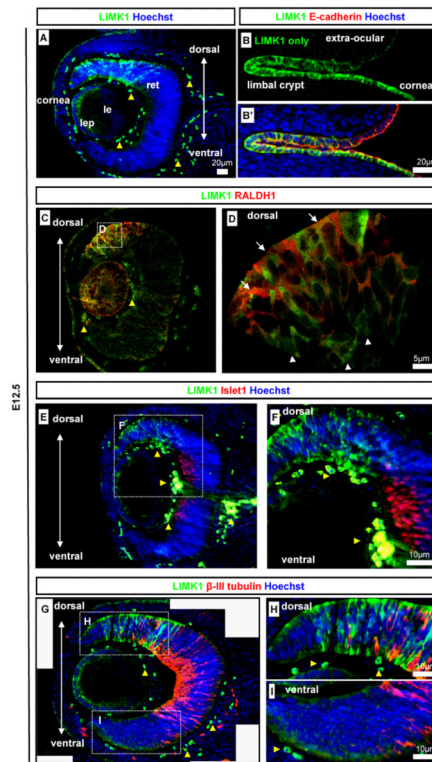 LIMK1 Hoechst
LIMK1 E-cadherin Hoechst
A
dorsal
cornea
ret
le
lep
ventral
20µm
B
LIMK1 only
extra-ocular
limbal crypt
cornea
B'
20µm
LIMK1 RALDH1
C
dorsal
D
ventral
D
dorsal
5µm
E12.5
LIMK1 Islet1 Hoechst
E
dorsal
F
ventral
F
dorsal
ventral
10µm
LIMK1 β-III tubulin Hoechst
G
dorsal
H
I
ventral
H
dorsal
10µm
I
ventral
10µm